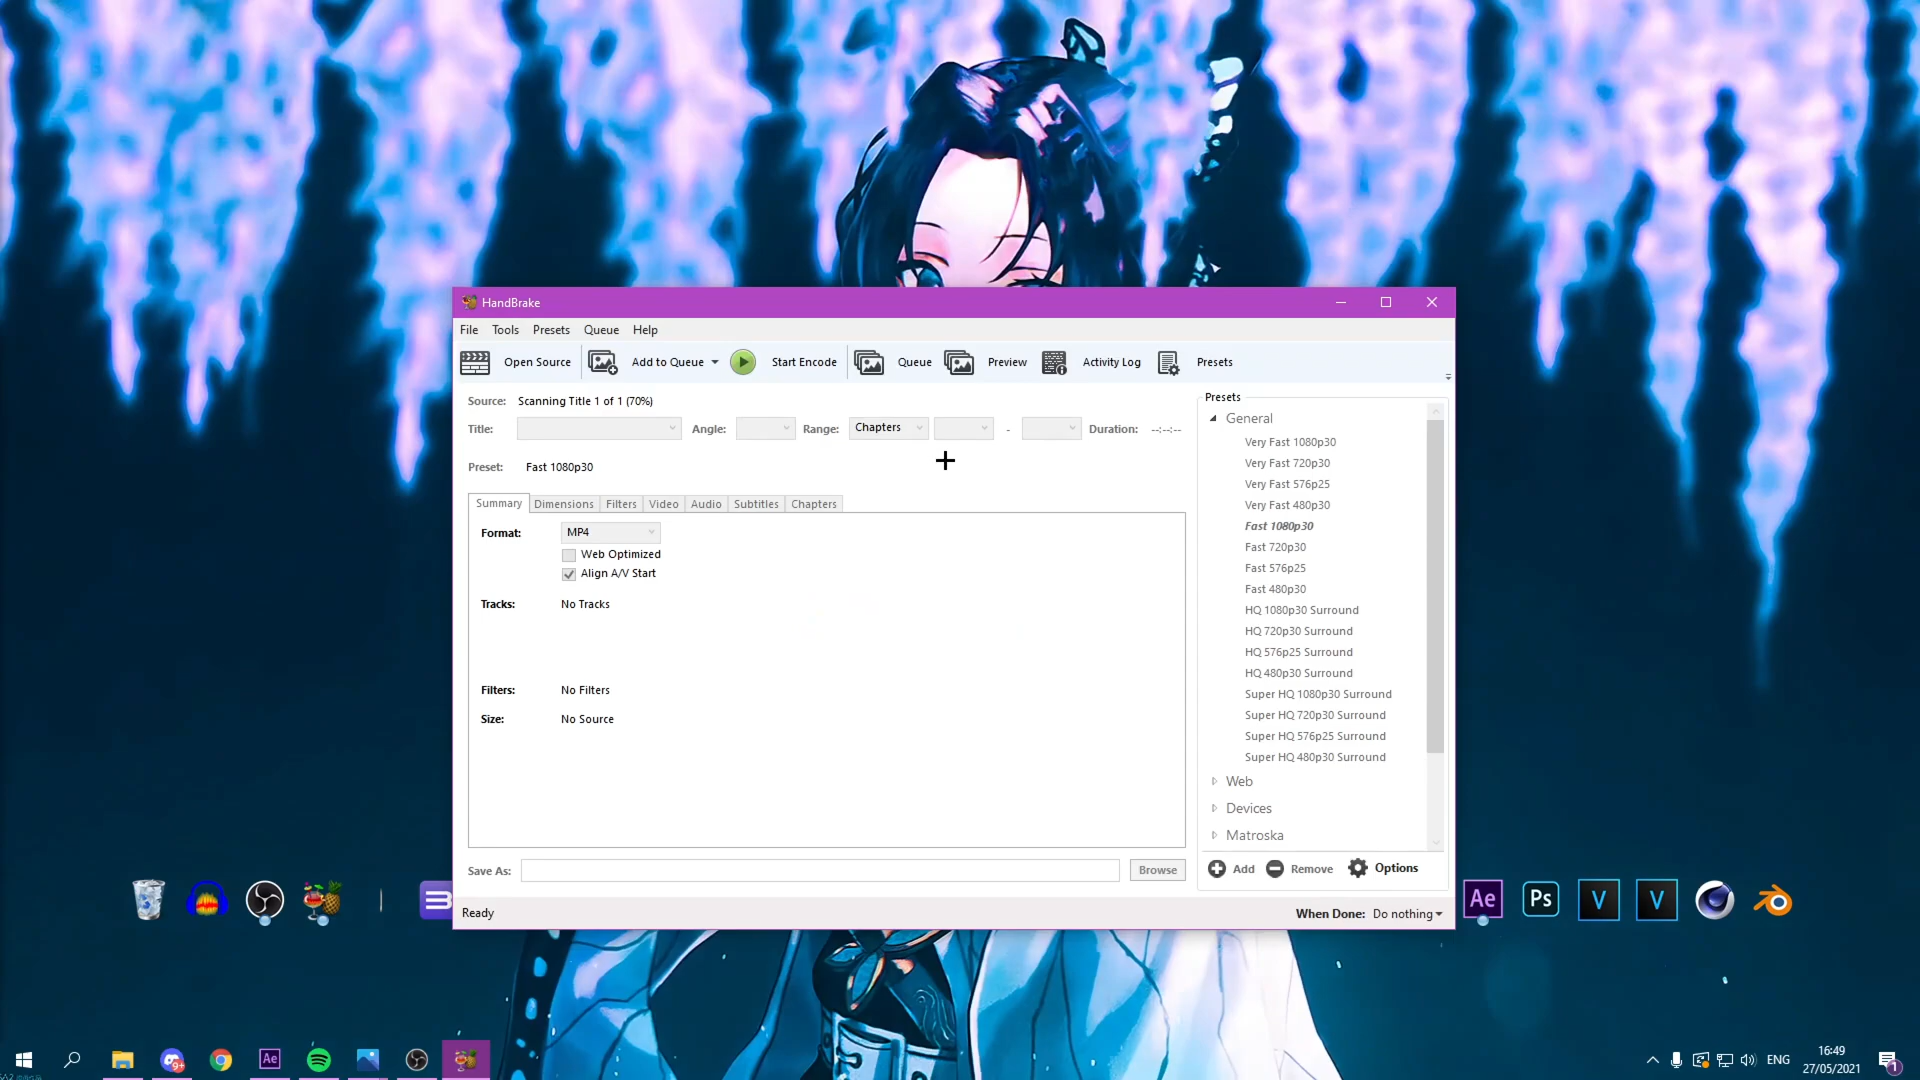 HandBrake
File Tools Presets Queue Help
Open Source Add to Queue Start Encode Queue Preview Activity Log Presets
Source: Scanning Title 1 of 1 (70%)
Title: Angle: Range: Chapters - Duration: --:--:--
Preset: Fast 1080p30
Summary Dimensions Filters Video Audio Subtitles Chapters
Format: MP4
Web Optimized
Align A/V Start
Tracks: No Tracks
Filters: No Filters
Size: No Source
Save As: Browse
Ready
Presets
General
Very Fast 1080p30
Very Fast 720p30
Very Fast 576p25
Very Fast 480p30
Fast 1080p30
Fast 720p30
Fast 576p25
Fast 480p30
HQ 1080p30 Surround
HQ 720p30 Surround
HQ 576p25 Surround
HQ 480p30 Surround
Super HQ 1080p30 Surround
Super HQ 720p30 Surround
Super HQ 576p25 Surround
Super HQ 480p30 Surround
Web
Devices
Matroska
Add Remove Options
When Done: Do nothing
Ae Ps V V
Ae
9+
ENG
16:49
27/05/2021
1